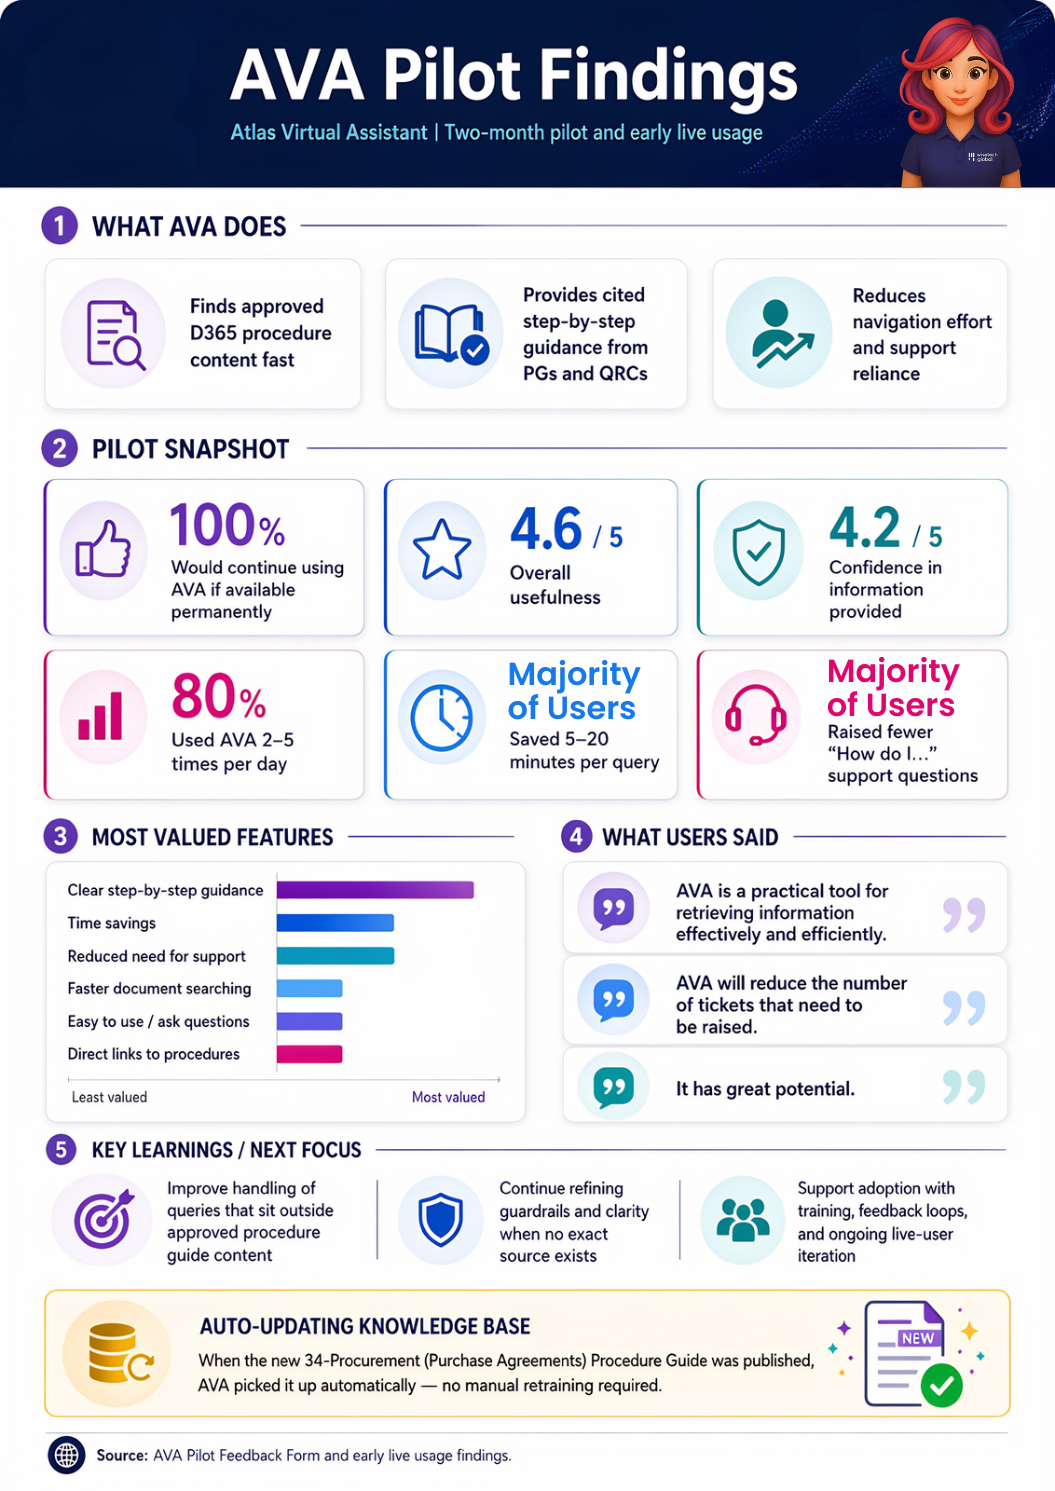 AVA Pilot Findings
Atlas Virtual Assistant | Two-month pilot and early live usage
wisetech
global
1 WHAT AVA DOES
Finds approved
D365 procedure
content fast
Provides cited
step-by-step
guidance from
PGs and QRCs
Reduces
navigation effort
and support
reliance
2 PILOT SNAPSHOT
100%
Would continue using
AVA if available
permanently
4.6 / 5
Overall
usefulness
4.2 / 5
Confidence in
information
provided
80%
Used AVA 2–5
times per day
Majority
of Users
Saved 5–20
minutes per query
Majority
of Users
Raised fewer
“How do I...”
support questions
3 MOST VALUED FEATURES
Clear step-by-step guidance
Time savings
Reduced need for support
Faster document searching
Easy to use / ask questions
Direct links to procedures
Least valued
Most valued
4 WHAT USERS SAID
AVA is a practical tool for
retrieving information
effectively and efficiently.
AVA will reduce the number
of tickets that need to
be raised.
It has great potential.
5 KEY LEARNINGS / NEXT FOCUS
Improve handling of
queries that sit outside
approved procedure
guide content
Continue refining
guardrails and clarity
when no exact
source exists
Support adoption with
training, feedback loops,
and ongoing live-user
iteration
AUTO-UPDATING KNOWLEDGE BASE
When the new 34-Procurement (Purchase Agreements) Procedure Guide was published,
AVA picked it up automatically — no manual retraining required.
NEW
Source: AVA Pilot Feedback Form and early live usage findings.